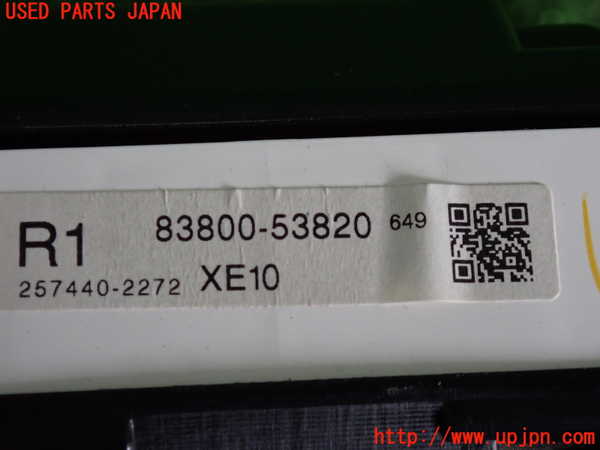 USED PARTS JAPAN
R1 83800-53820 649
257440-2272 XE10
http://www.upjpn.com/